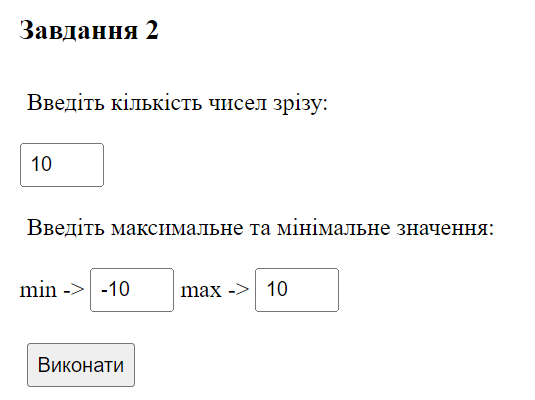 Завдання 2
Введіть кількість чисел зрізу:
10
Введіть максимальне та мінімальне значення:
min -> -10 max -> 10
Виконати